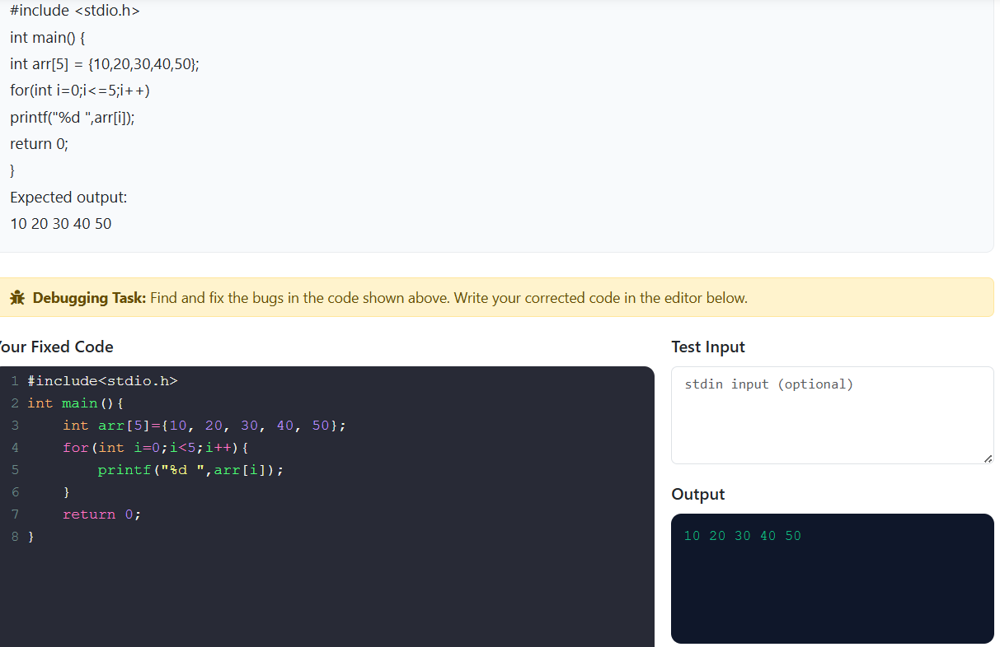 #include <stdio.h>
int main() {
int arr[5] = {10,20,30,40,50};
for(int i=0;i<=5;i++)
printf("%d ",arr[i]);
return 0;
}
Expected output:
10 20 30 40 50
Debugging Task: Find and fix the bugs in the code shown above. Write your corrected code in the editor below.
Your Fixed Code
1 #include<stdio.h>
2 int main(){
3     int arr[5]={10, 20, 30, 40, 50};
4     for(int i=0;i<5;i++){
5         printf("%d ",arr[i]);
6     }
7     return 0;
8 }
Test Input
stdin input (optional)
Output
10 20 30 40 50